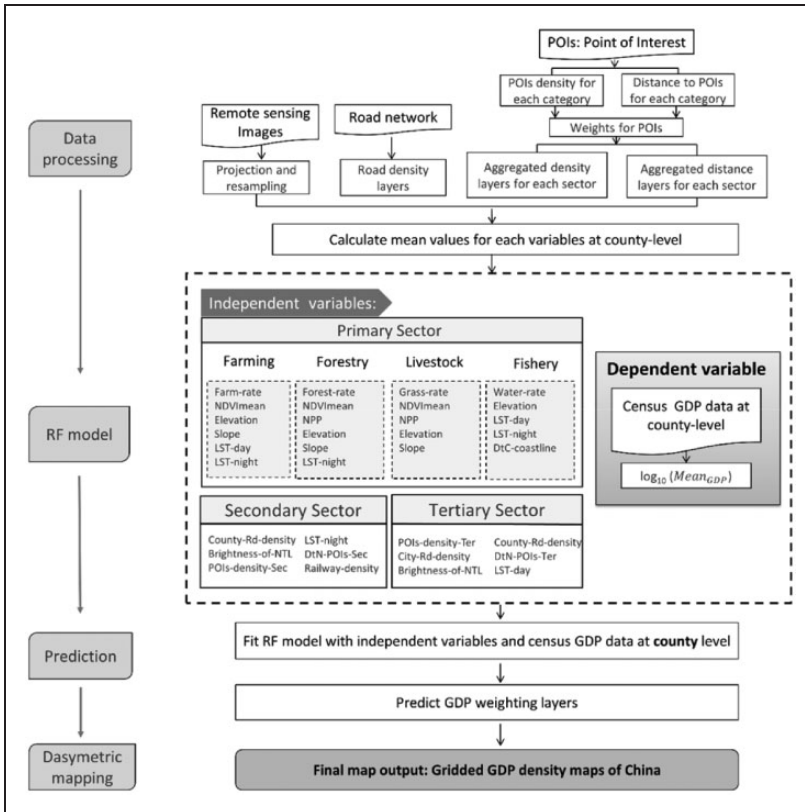 POIs: Point of Interest
POIs density for
each category
Distance to POIs
for each category
Remote sensing
Images
Road network
Weights for POIs
Data
processing
Projection and
resampling
Road density
layers
Aggregated density
layers for each sector
Aggregated distance
layers for each sector
Calculate mean values for each variables at county-level
Independent variables:
Primary Sector
Farming
Farm-rate
NDVImean
Elevation
Slope
LST-day
LST-night
Forestry
Forest-rate
NDVImean
NPP
Elevation
Slope
LST-night
Livestock
Grass-rate
NDVImean
NPP
Elevation
Slope
Fishery
Water-rate
Elevation
LST-day
LST-night
DtC-coastline
Dependent variable
Census GDP data at
county-level
log10(MeanGDP)
RF model
Secondary Sector
County-Rd-density LST-night
Brightness-of-NTL DtN-POIs-Sec
POIs-density-Sec Railway-density
Tertiary Sector
POIs-density-Ter County-Rd-density
City-Rd-density DtN-POIs-Ter
Brightness-of-NTL LST-day
Prediction
Fit RF model with independent variables and census GDP data at county level
Predict GDP weighting layers
Dasymetric
mapping
Final map output: Gridded GDP density maps of China